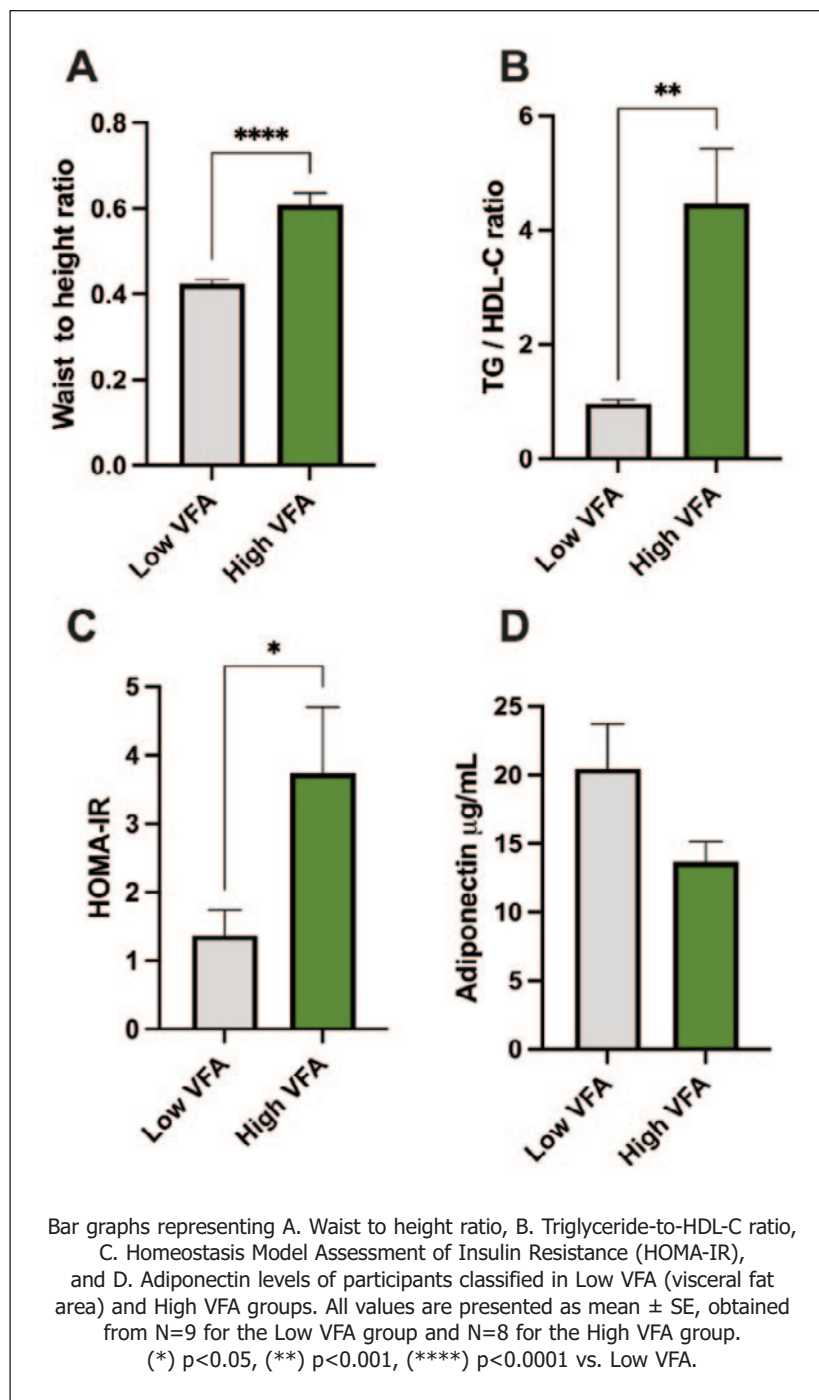 A
****
0.8
0.6
0.4
0.2
0.0
Waist to height ratio
Low VFA
High VFA
B
**
6
4
2
0
TG / HDL-C ratio
Low VFA
High VFA
C
*
5
4
3
2
1
0
HOMA-IR
Low VFA
High VFA
D
25
20
15
10
5
0
Adiponectin µg/mL
Low VFA
High VFA
Bar graphs representing A. Waist to height ratio, B. Triglyceride-to-HDL-C ratio,
C. Homeostasis Model Assessment of Insulin Resistance (HOMA-IR),
and D. Adiponectin levels of participants classified in Low VFA (visceral fat
area) and High VFA groups. All values are presented as mean ± SE, obtained
from N=9 for the Low VFA group and N=8 for the High VFA group.
(*) p<0.05, (**) p<0.001, (****) p<0.0001 vs. Low VFA.